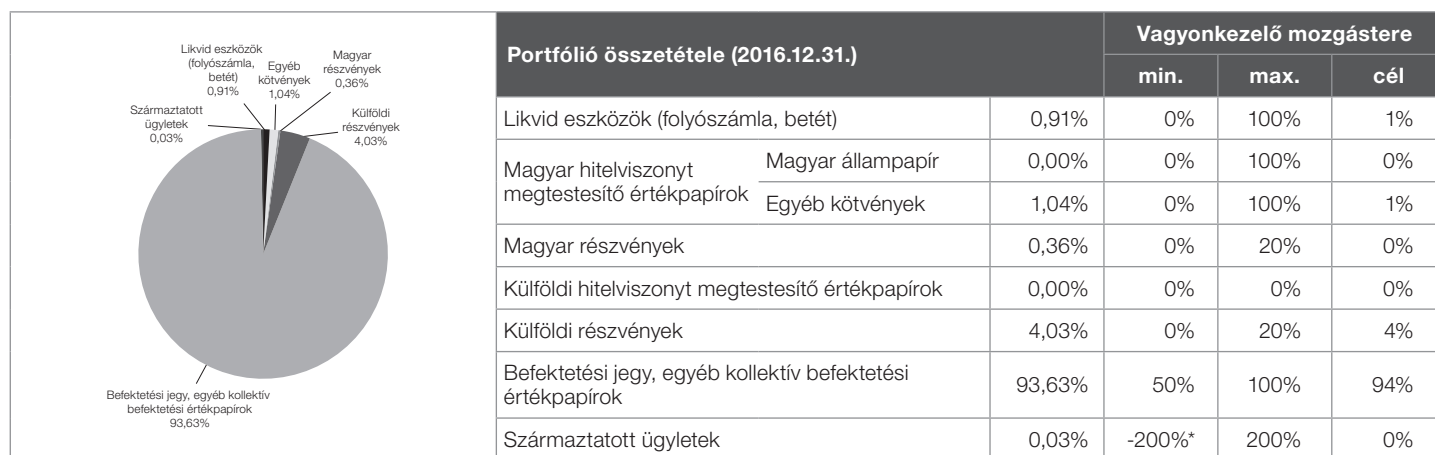 Likvid eszközök
(folyószámla,
betét)
0,91%
Egyéb
kötvények
1,04%
Magyar
részvények
0,36%
Származtatott
ügyletek
0,03%
Külföldi
részvények
4,03%
Befektetési jegy, egyéb kollektív
befektetési értékpapírok
93,63%
Portfólió összetétele (2016.12.31.) Vagyonkezelő mozgástere
min. max. cél
Likvid eszközök (folyószámla, betét) 0,91% 0% 100% 1%
Magyar hitelviszonyt
megtestesítő értékpapírok
Magyar állampapír 0,00% 0% 100% 0%
Egyéb kötvények 1,04% 0% 100% 1%
Magyar részvények 0,36% 0% 20% 0%
Külföldi hitelviszonyt megtestesítő értékpapírok 0,00% 0% 0% 0%
Külföldi részvények 4,03% 0% 20% 4%
Befektetési jegy, egyéb kollektív befektetési
értékpapírok 93,63% 50% 100% 94%
Származtatott ügyletek 0,03% -200%* 200% 0%